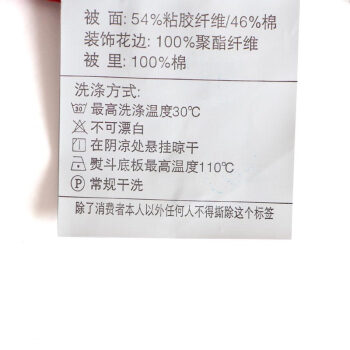 被 面: 54%粘胶纤维/46%棉
装饰花边: 100%聚酯纤维
被 里: 100%棉
洗涤方式:
30 最高洗涤温度30℃
不可漂白
在阴凉处悬挂晾干
熨斗底板最高温度110℃
Ⓟ 常规干洗
除了消费者本人以外任何人不得撕除这个标签